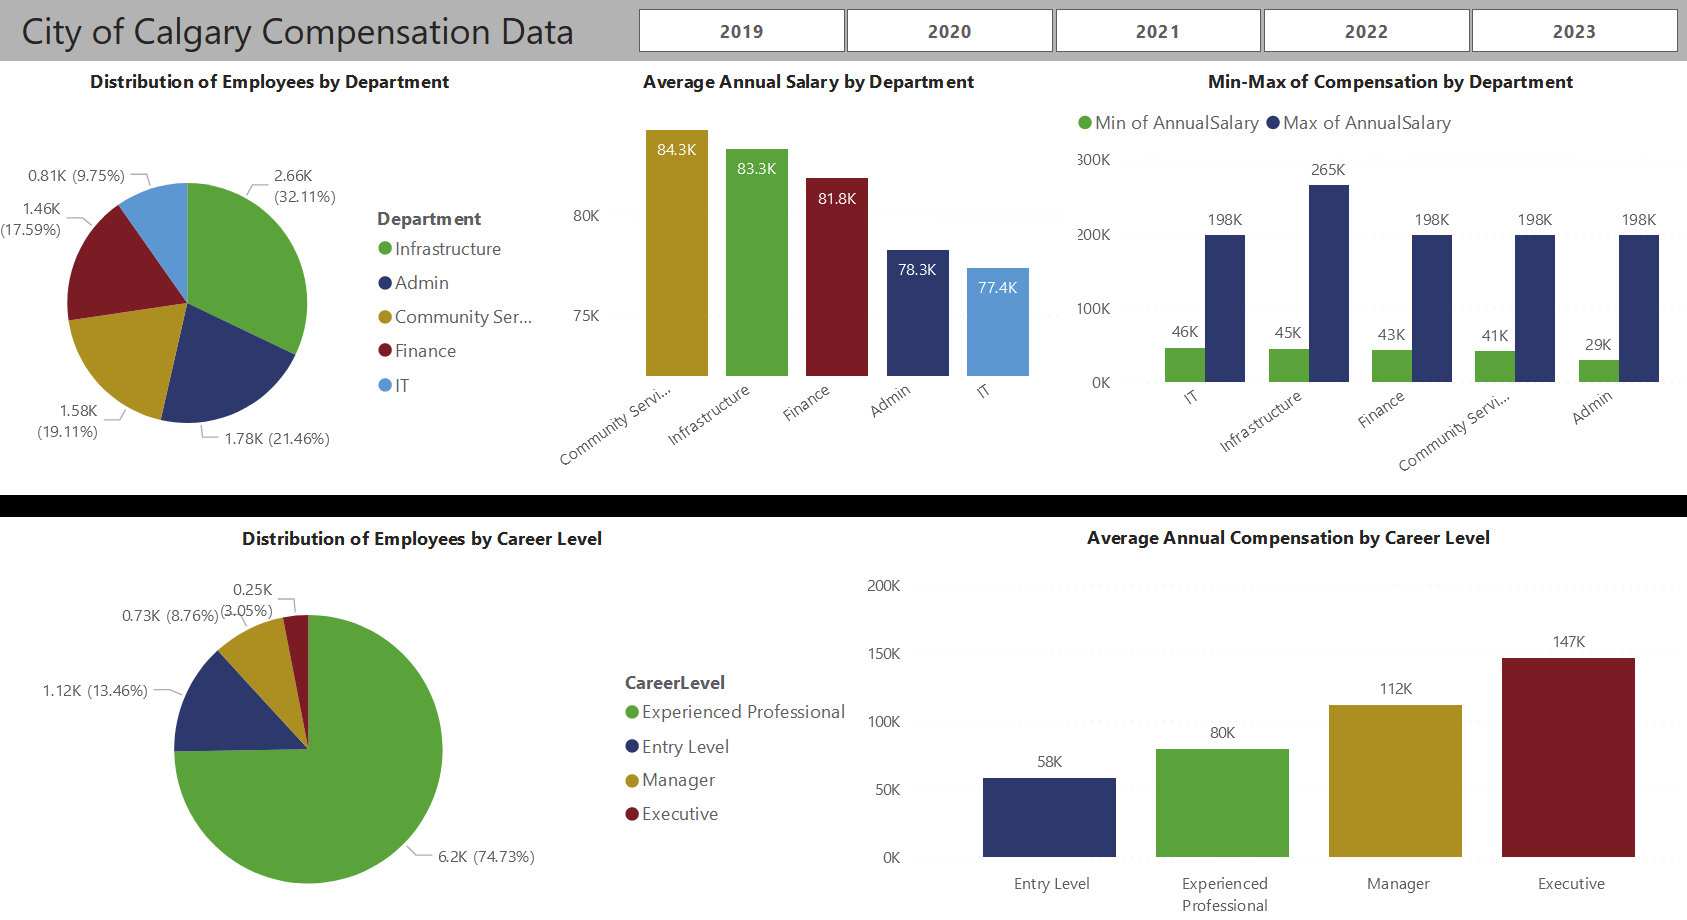 City of Calgary Compensation Data
2019
2020
2021
2022
2023
Distribution of Employees by Department
0.81K (9.75%)
2.66K
(32.11%)
1.46K
(17.59%)
1.58K
(19.11%)
1.78K (21.46%)
Department
Infrastructure
Admin
Community Ser...
Finance
IT
Average Annual Salary by Department
80K
75K
84.3K
83.3K
81.8K
78.3K
77.4K
Community Servi...
Infrastructure
Finance
Admin
IT
Min-Max of Compensation by Department
Min of AnnualSalary
Max of AnnualSalary
300K
200K
100K
0K
46K
198K
45K
265K
43K
198K
41K
198K
29K
198K
IT
Infrastructure
Finance
Community Servi...
Admin
Distribution of Employees by Career Level
0.25K
(3.05%)
0.73K (8.76%)
1.12K (13.46%)
6.2K (74.73%)
CareerLevel
Experienced Professional
Entry Level
Manager
Executive
Average Annual Compensation by Career Level
200K
150K
100K
50K
0K
58K
80K
112K
147K
Entry Level
Experienced
Professional
Manager
Executive